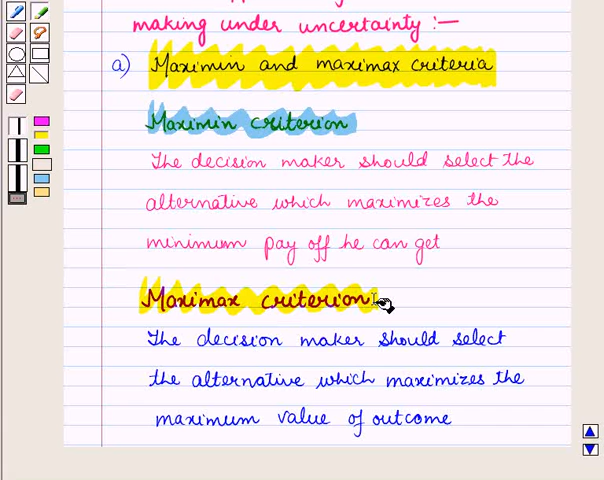 making under uncertainty :—
a) Maximin and maximax criteria
Maximin criterion
The decision maker should select the
alternative which maximizes the
minimum pay off he can get
Maximax criterion
The decision maker should select
the alternative which maximizes the
maximum value of outcome